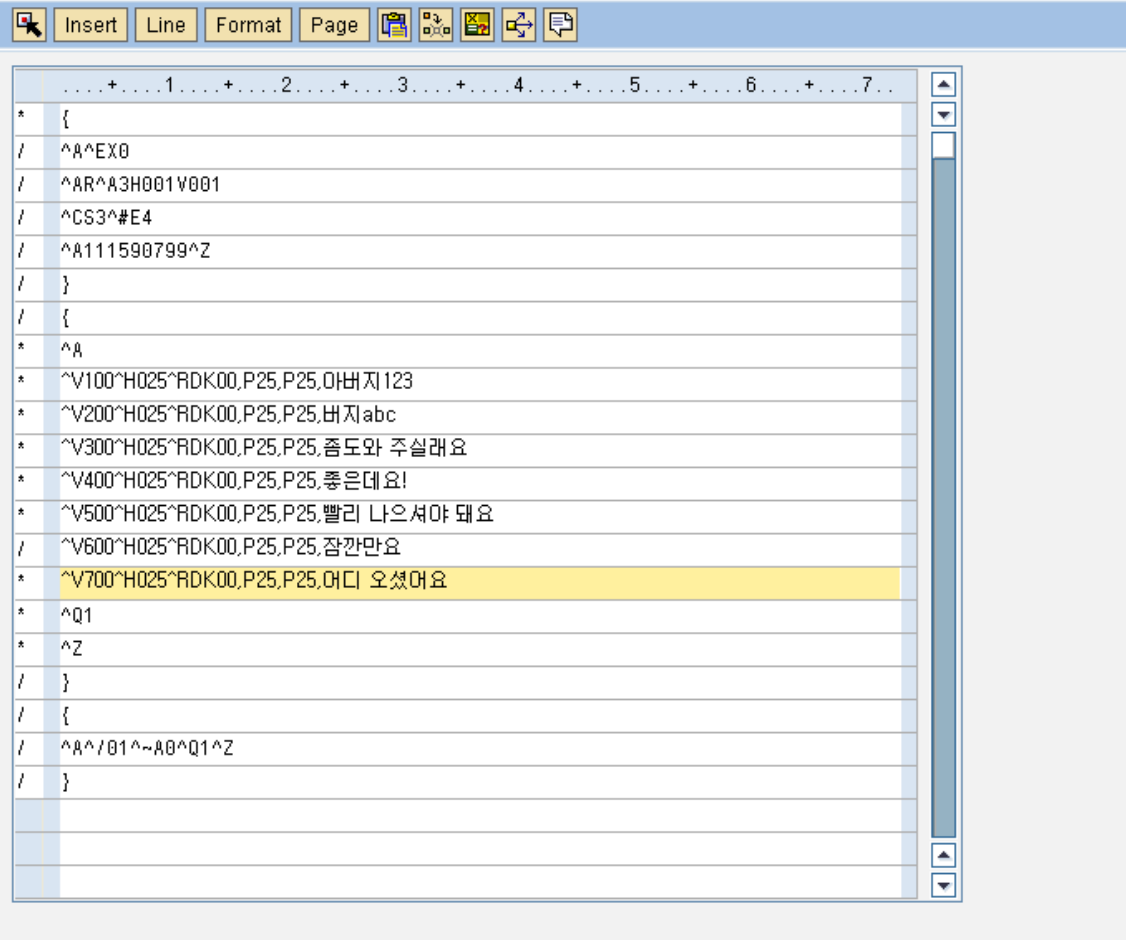 Insert Line Format Page
....+....1....+....2....+....3....+....4....+....5....+....6....+....7..
* {
/ ^A^EX0
/ ^AR^A3H001V001
/ ^CS3^#E4
/ ^A111590799^Z
/ }
/ {
* ^A
* ^V100^H025^RDK00,P25,P25,아버지123
* ^V200^H025^RDK00,P25,P25,버지abc
* ^V300^H025^RDK00,P25,P25,좀도와 주실래요
* ^V400^H025^RDK00,P25,P25,좋은데요!
* ^V500^H025^RDK00,P25,P25,빨리 나으셔야 돼요
/ ^V600^H025^RDK00,P25,P25,잠깐만요
* ^V700^H025^RDK00,P25,P25,어디 오셨어요
* ^Q1
* ^Z
/ }
/ {
/ ^A^/01^~A0^Q1^Z
/ }